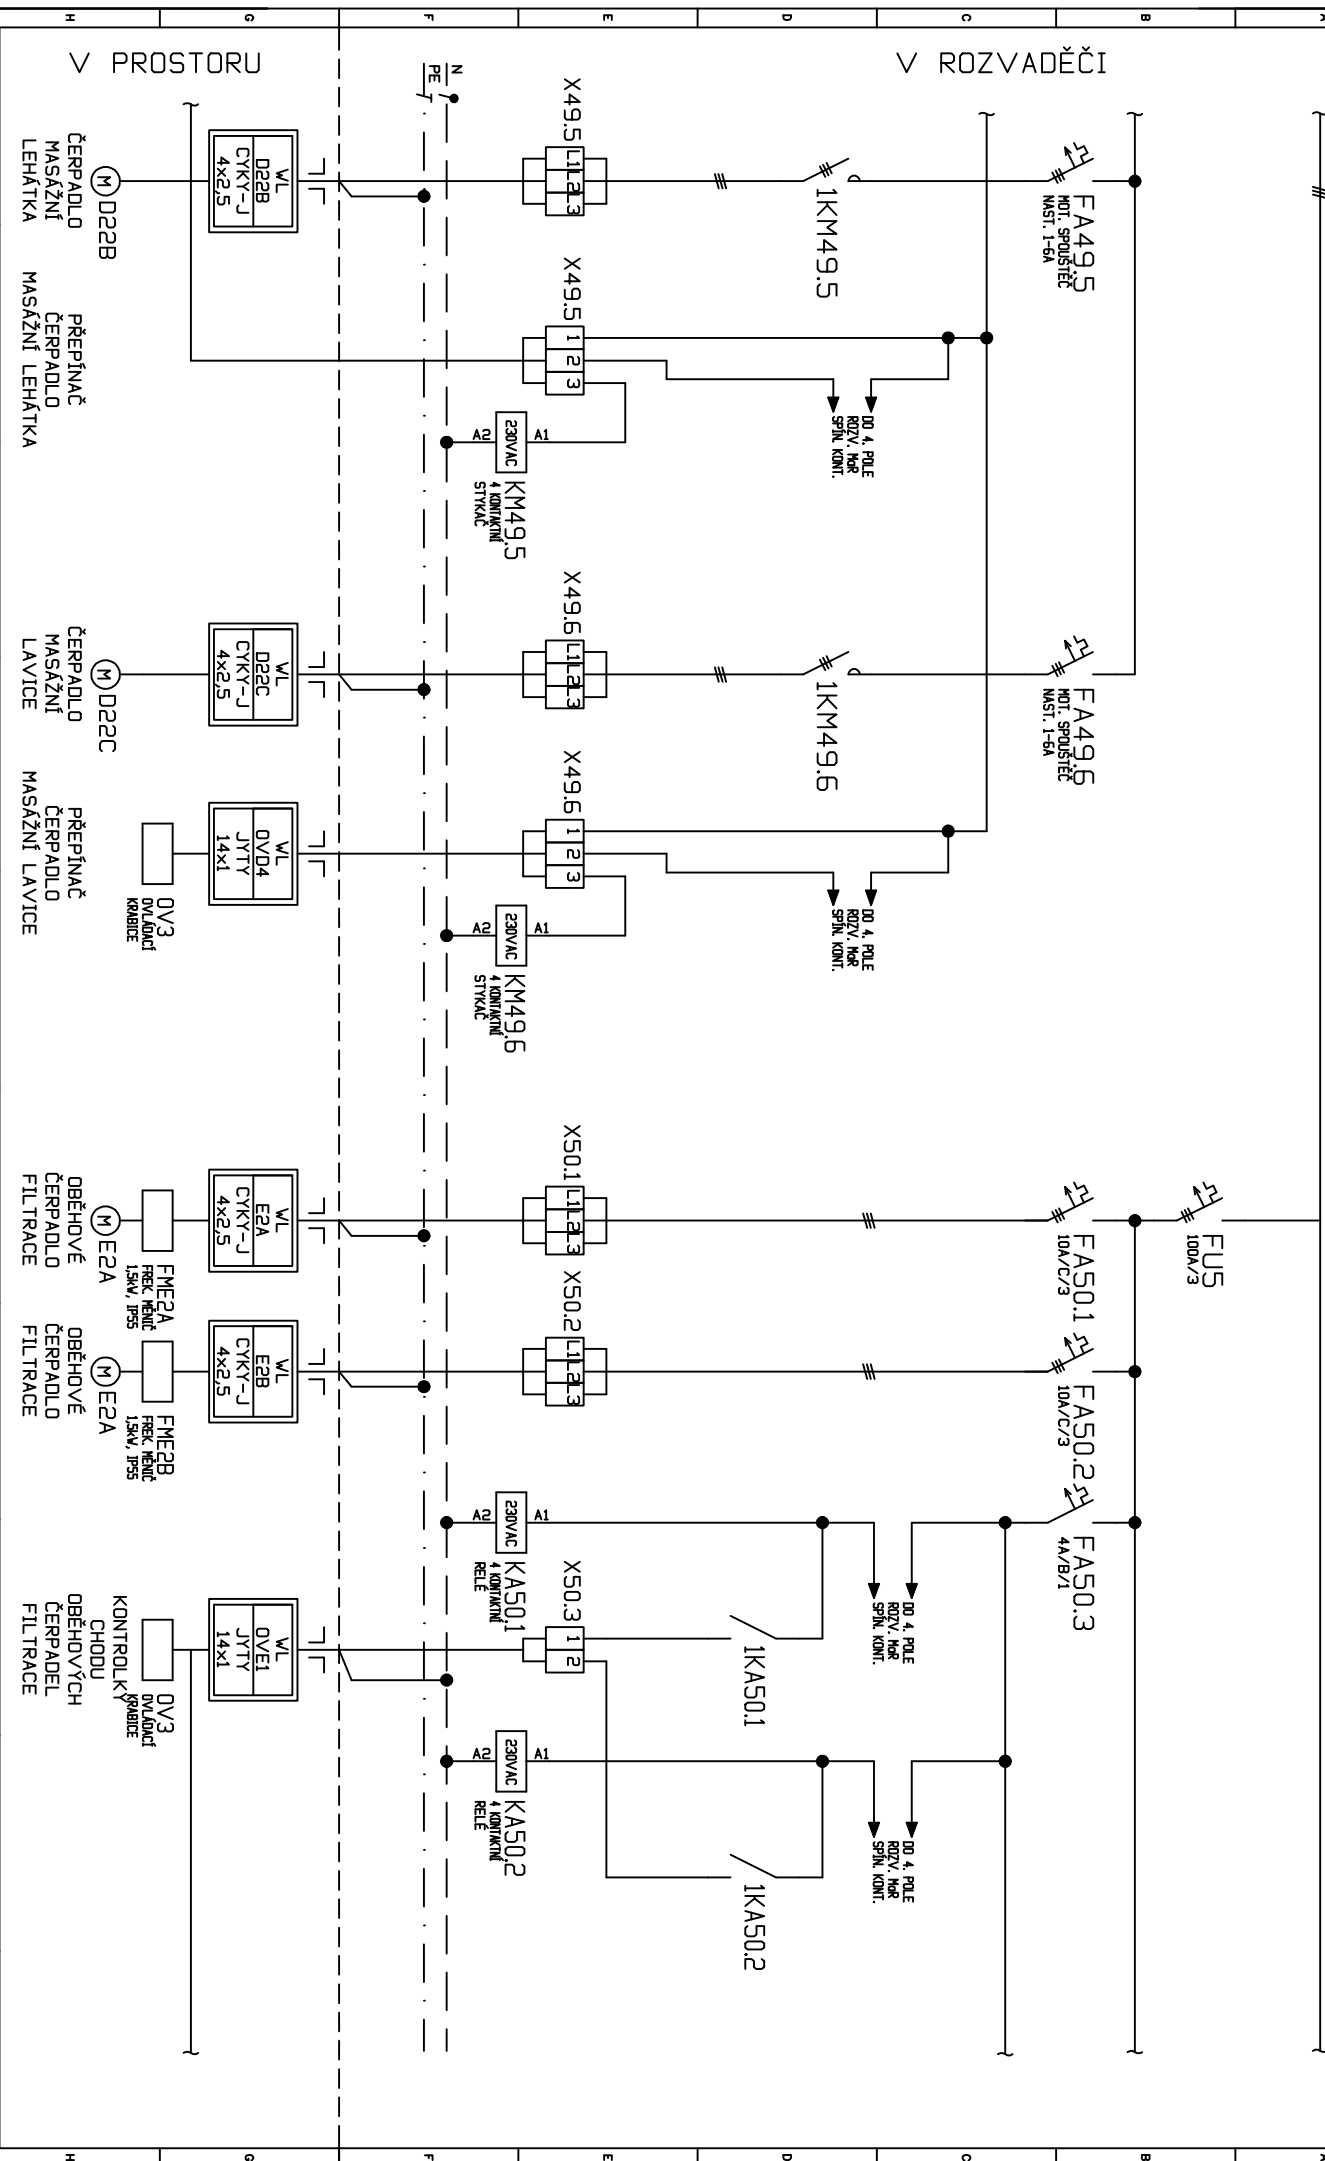 A
B
C
D
E
F
G
H
V ROZVADĚČI
V PROSTORU
N
PE
FA49.5
MOT. SPOUŠTĚČ
NAST. 1-6A
1KM49.5
X49.5
L1
L2
L3
WL
D22B
CYKY-J
4x2,5
M
D22B
ČERPADLO
MASÁŽNÍ
LEHÁTKA
DO 4. POLE
ROZV. MaR
SPÍN. KONT.
X49.5
1
2
3
A1
230VAC
A2
KM49.5
4 KONTAKTNÍ
STYKAČ
PŘEPÍNAČ
ČERPADLO
MASÁŽNÍ LEHÁTKA
FA49.6
MOT. SPOUŠTĚČ
NAST. 1-6A
1KM49.6
X49.6
L1
L2
L3
WL
D22C
CYKY-J
4x2,5
M
D22C
ČERPADLO
MASÁŽNÍ
LAVICE
DO 4. POLE
ROZV. MaR
SPÍN. KONT.
X49.6
1
2
3
A1
230VAC
A2
KM49.6
4 KONTAKTNÍ
STYKAČ
WL
OVD4
JYTY
14x1
OV3
OVLÁDACÍ
KRABICE
PŘEPÍNAČ
ČERPADLO
MASÁŽNÍ LAVICE
FU5
100A/3
FA50.1
10A/C/3
X50.1
L1
L2
L3
WL
E2A
CYKY-J
4x2,5
FME2A
FREK. MĚNIČ
1,5kW, IP55
M
E2A
OBĚHOVÉ
ČERPADLO
FILTRACE
FA50.2
10A/C/3
X50.2
L1
L2
L3
WL
E2B
CYKY-J
4x2,5
FME2B
FREK. MĚNIČ
1,5kW, IP55
M
E2A
OBĚHOVÉ
ČERPADLO
FILTRACE
FA50.3
4A/B/1
DO 4. POLE
ROZV. MaR
SPÍN. KONT.
1KA50.1
A1
230VAC
A2
KA50.1
4 KONTAKTNÍ
RELÉ
X50.3
1
2
WL
OVE1
JYTY
14x1
OV3
OVLÁDACÍ
KRABICE
KONTROLKY
CHODU
OBĚHOVÝCH
ČERPADEL
FILTRACE
DO 4. POLE
ROZV. MaR
SPÍN. KONT.
1KA50.2
A1
230VAC
A2
KA50.2
4 KONTAKTNÍ
RELÉ
A
B
C
D
E
F
G
H